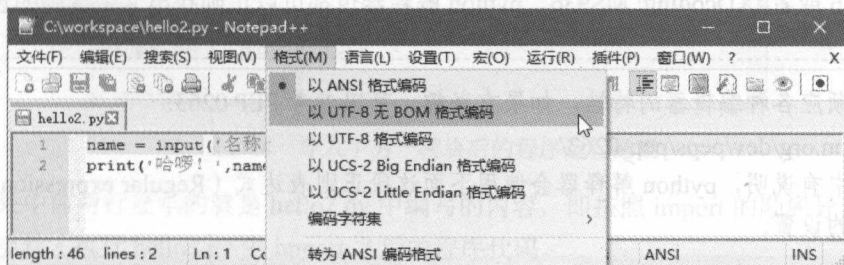 C:\workspace\hello2.py - Notepad++
文件(F) 编辑(E) 搜索(S) 视图(V) 格式(M) 语言(L) 设置(T) 宏(O) 运行(R) 插件(P) 窗口(W) ? X
以 ANSI 格式编码
以 UTF-8 无 BOM 格式编码
hello2.py
以 UTF-8 格式编码
1 name = input('名称
以 UCS-2 Big Endian 格式编码
2 print('哈啰! ',name
以 UCS-2 Little Endian 格式编码
编码字符集
转为 ANSI 编码格式
length : 46 lines : 2 Ln : 1 Co ANSI INS